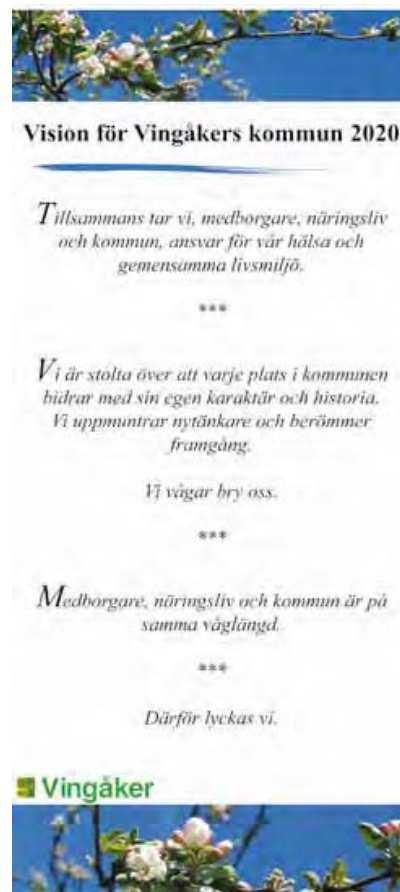 Vision för Vingåkers kommun 2020
Tillsammans tar vi, medborgare, näringsliv
och kommun, ansvar för vår hälsa och
gemensamma livsmiljö.
***
Vi är stolta över att varje plats i kommunen
bidrar med sin egen karaktär och historia.
Vi uppmuntrar nytänkare och berömmer
framgång.
Vi vågar bry oss.
***
Medborgare, näringsliv och kommun är på
samma våglängd.
***
Därför lyckas vi.
Vingåker